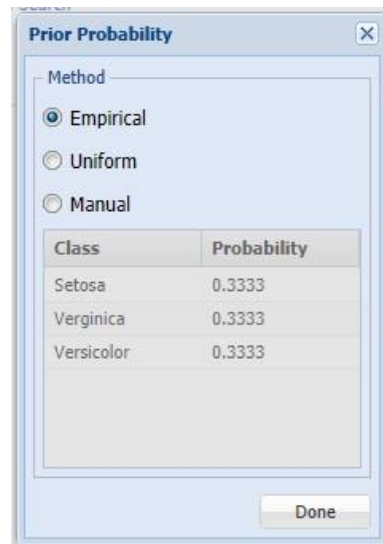 Prior Probability
Method
Empirical
Uniform
Manual
Class Probability
Setosa 0.3333
Verginica 0.3333
Versicolor 0.3333
Done